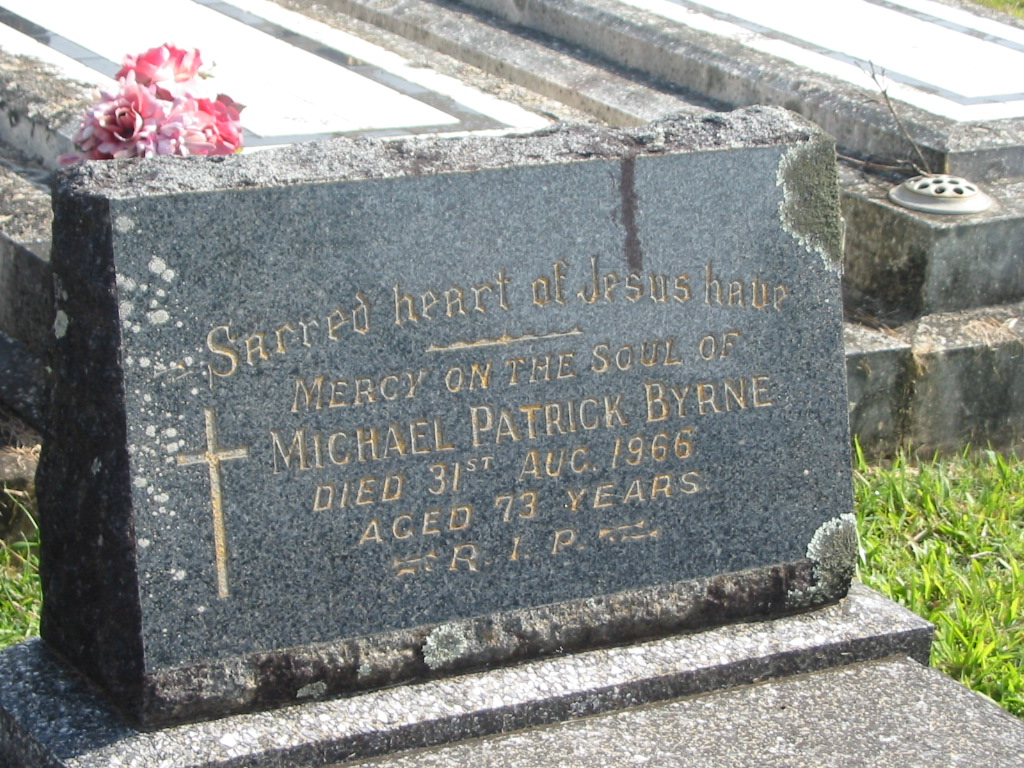 Sacred heart of Jesus have
MERCY ON THE SOUL OF
MICHAEL PATRICK BYRNE
DIED 31ST AUG. 1966
AGED 73 YEARS
R. I. P.